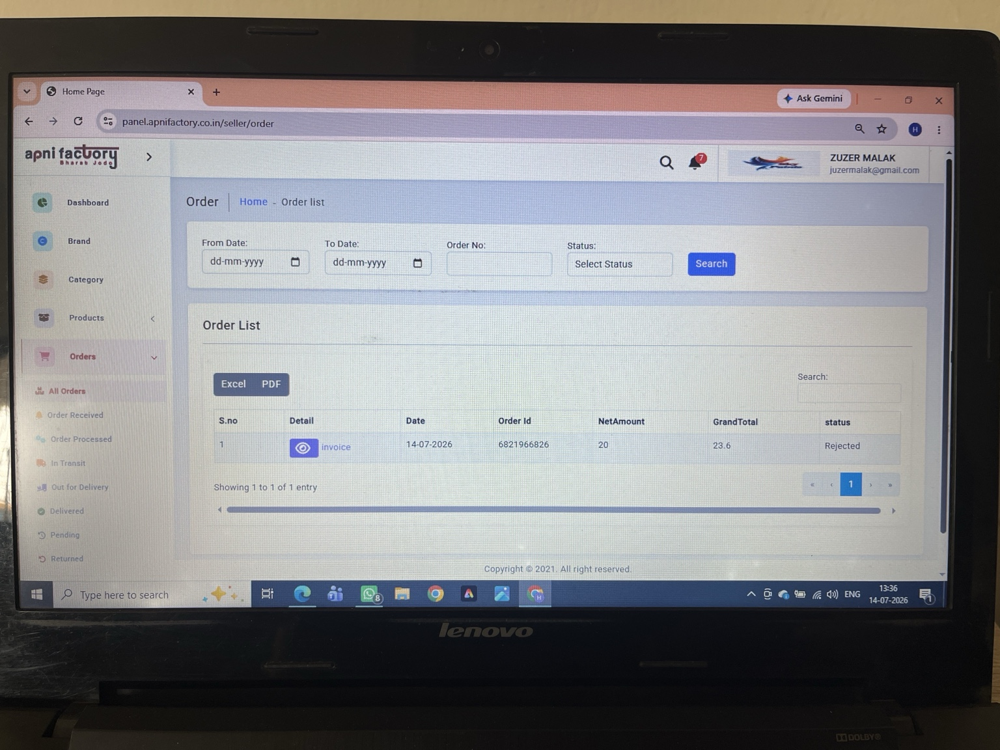 Home Page
Ask Gemini
panel.apnifactory.co.in/seller/order
H
apni factory
Bharat Jodo
7
ZUZER MALAK
juzermalak@gmail.com
Dashboard
Brand
Category
Products
Orders
All Orders
Order Received
Order Processed
In Transit
Out for Delivery
Delivered
Pending
Returned
Order
Home - Order list
From Date:
To Date:
Order No:
Status:
dd-mm-yyyy
dd-mm-yyyy
Select Status
Search
Order List
Excel PDF
Search:
S.no Detail Date Order Id NetAmount GrandTotal status
1 invoice 14-07-2026 6821966826 20 23.6 Rejected
Showing 1 to 1 of 1 entry
« ‹ 1 › »
Copyright © 2021. All right reserved.
Type here to search
8
ENG
13:36
14-07-2026
1
lenovo
DOLBY®